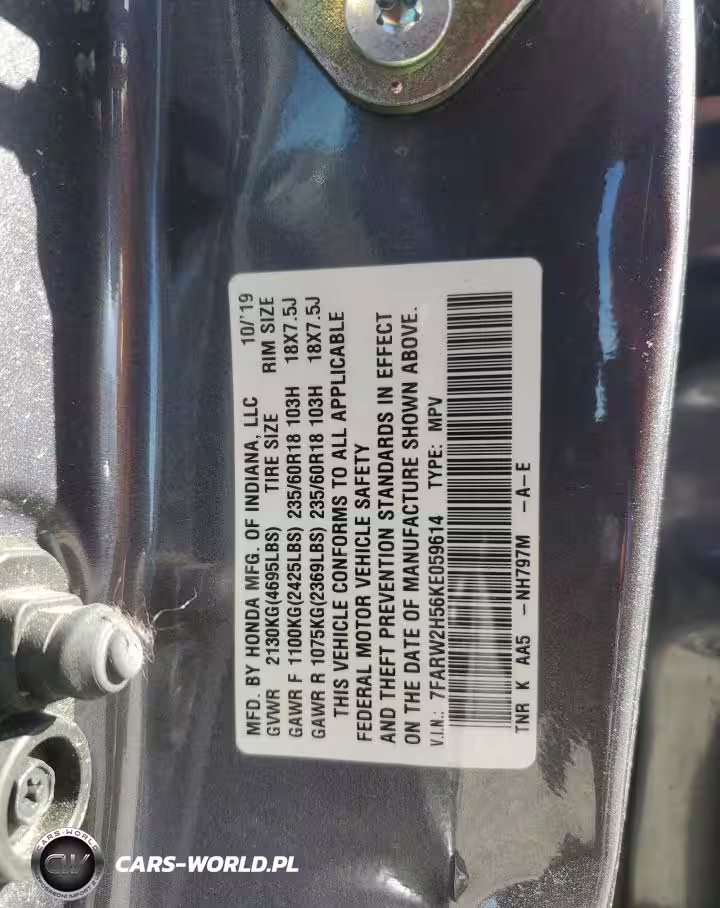 MFD. BY HONDA MFG. OF INDIANA, LLC 10/'19
GVWR 2130KG(4695LBS) TIRE SIZE RIM SIZE
GAWR F 1100KG(2425LBS) 235/60R18 103H 18X7.5J
GAWR R 1075KG(2369LBS) 235/60R18 103H 18X7.5J
THIS VEHICLE CONFORMS TO ALL APPLICABLE
FEDERAL MOTOR VEHICLE SAFETY
AND THEFT PREVENTION STANDARDS IN EFFECT
ON THE DATE OF MANUFACTURE SHOWN ABOVE.
V.I.N.: 7FARW2H56KE059614 TYPE: MPV
TNR K AA5 -NH797M -A-E
CARS-WORLD
CW
CARS-WORLD.PL